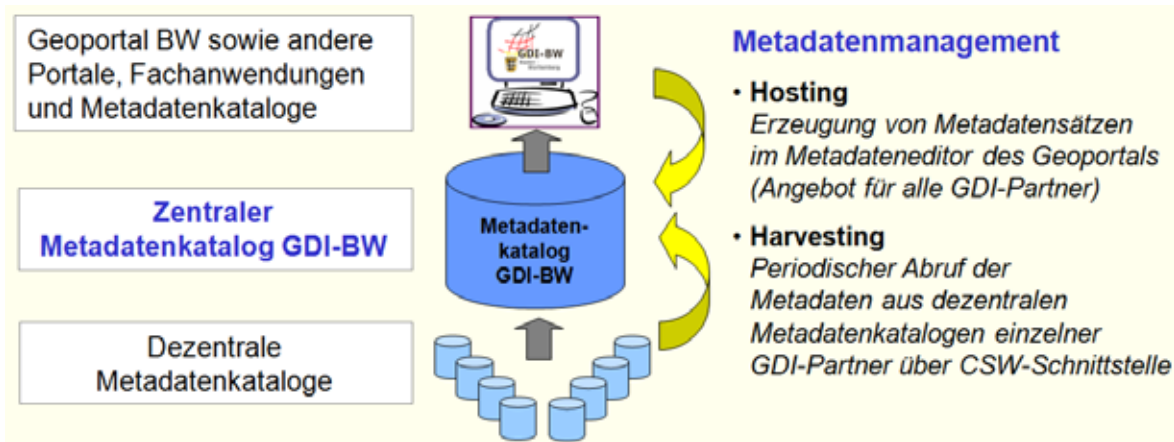 Geoportal BW sowie andere
Portale, Fachanwendungen
und Metadatenkataloge
Zentraler
Metadatenkatalog GDI-BW
Dezentrale
Metadatenkataloge
GDI-BW
Metadaten-
katalog
GDI-BW
Metadatenmanagement
• Hosting
Erzeugung von Metadatensätzen
im Metadateneditor des Geoportals
(Angebot für alle GDI-Partner)
• Harvesting
Periodischer Abruf der
Metadaten aus dezentralen
Metadatenkatalogen einzelner
GDI-Partner über CSW-Schnittstelle